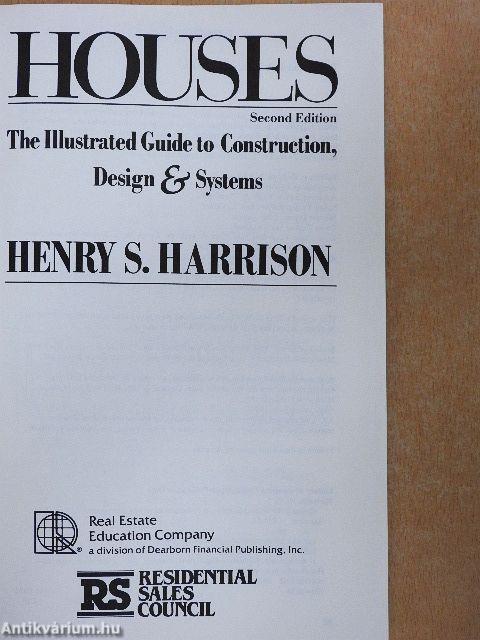 HOUSES
Second Edition
The Illustrated Guide to Construction,
Design & Systems
HENRY S. HARRISON
Real Estate
Education Company
®
a division of Dearborn Financial Publishing, Inc.
RS
RESIDENTIAL
SALES
COUNCIL
Antikvárium.hu